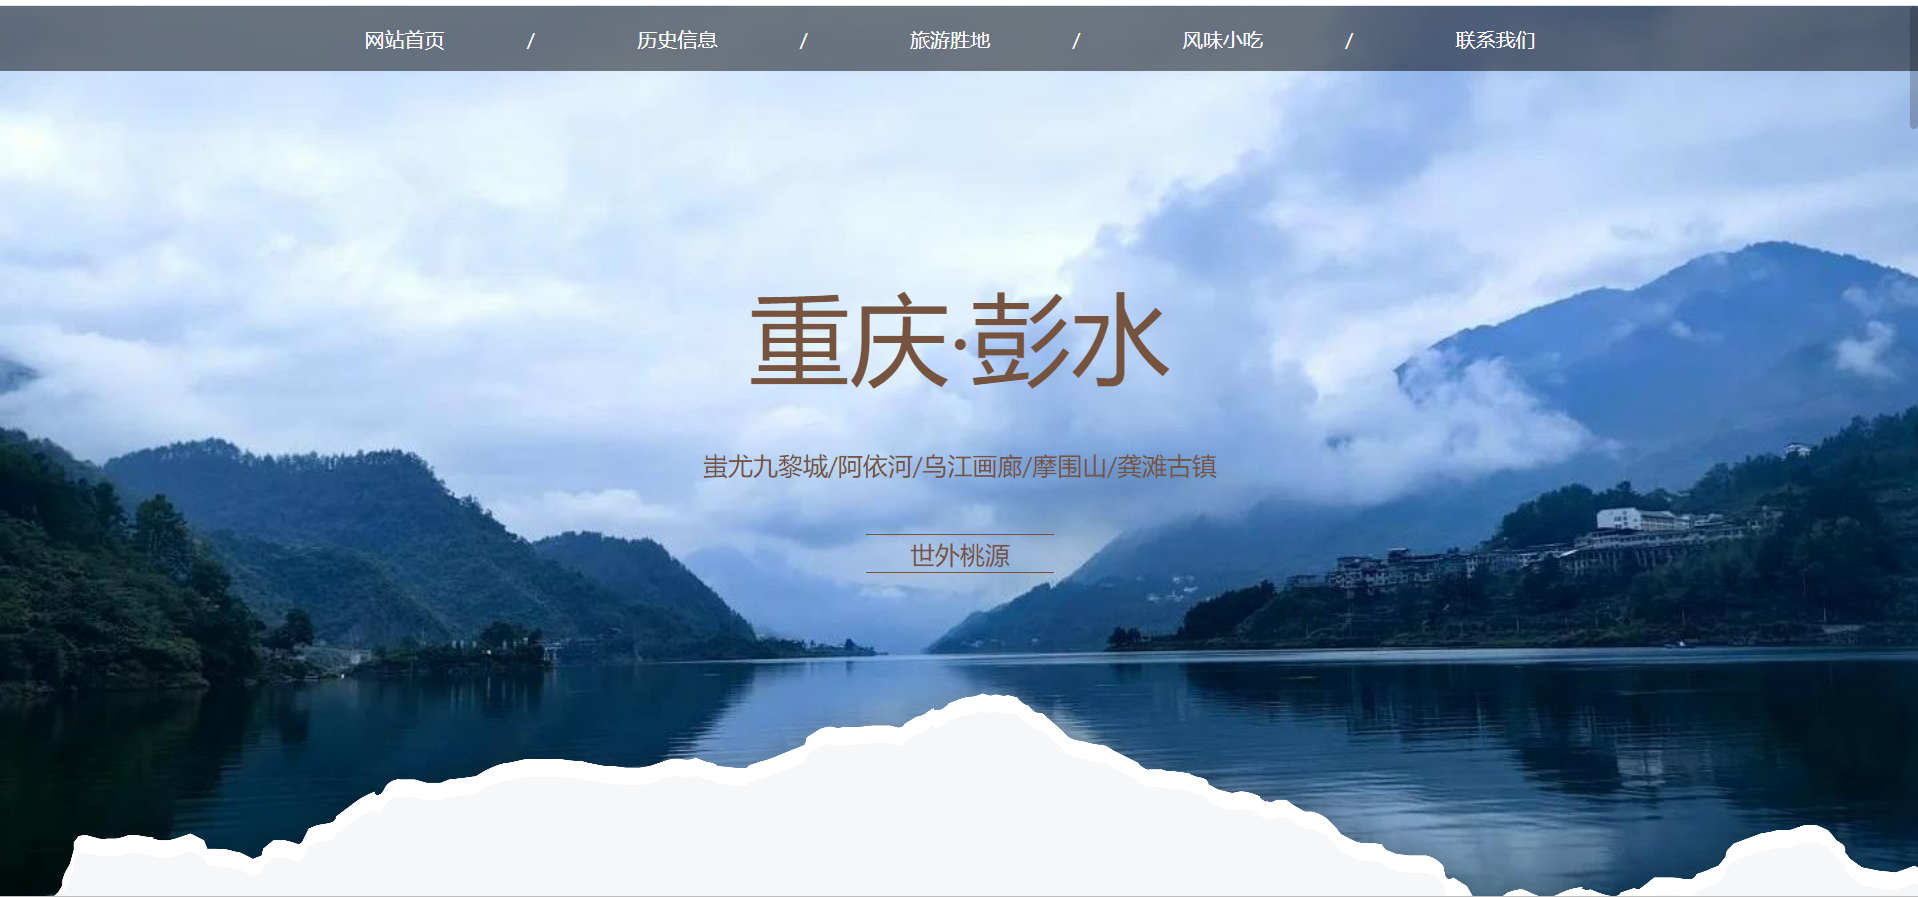 网站首页 / 历史信息 / 旅游胜地 / 风味小吃 / 联系我们
重庆·彭水
蚩尤九黎城/阿依河/乌江画廊/摩围山/龚滩古镇
世外桃源